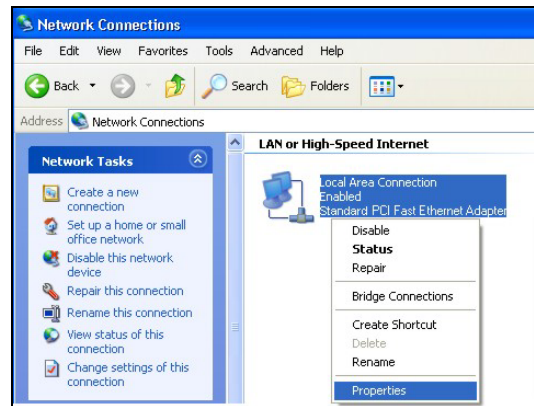 Network Connections
File Edit View Favorites Tools Advanced Help
Back Search Folders
Address Network Connections
Network Tasks
Create a new
connection
Set up a home or small
office network
Disable this network
device
Repair this connection
Rename this connection
View status of this
connection
Change settings of this
connection
LAN or High-Speed Internet
Local Area Connection
Enabled
Standard PCI Fast Ethernet Adapter
Disable
Status
Repair
Bridge Connections
Create Shortcut
Delete
Rename
Properties